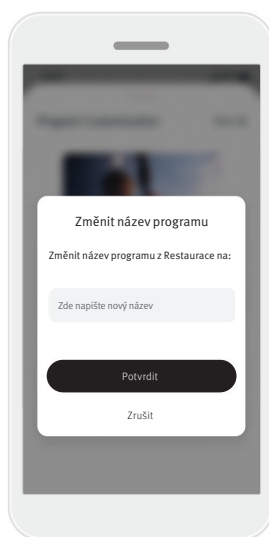 Změnit název programu
Změnit název programu z Restaurace na:
Zde napište nový název
Potvrdit
Zrušit